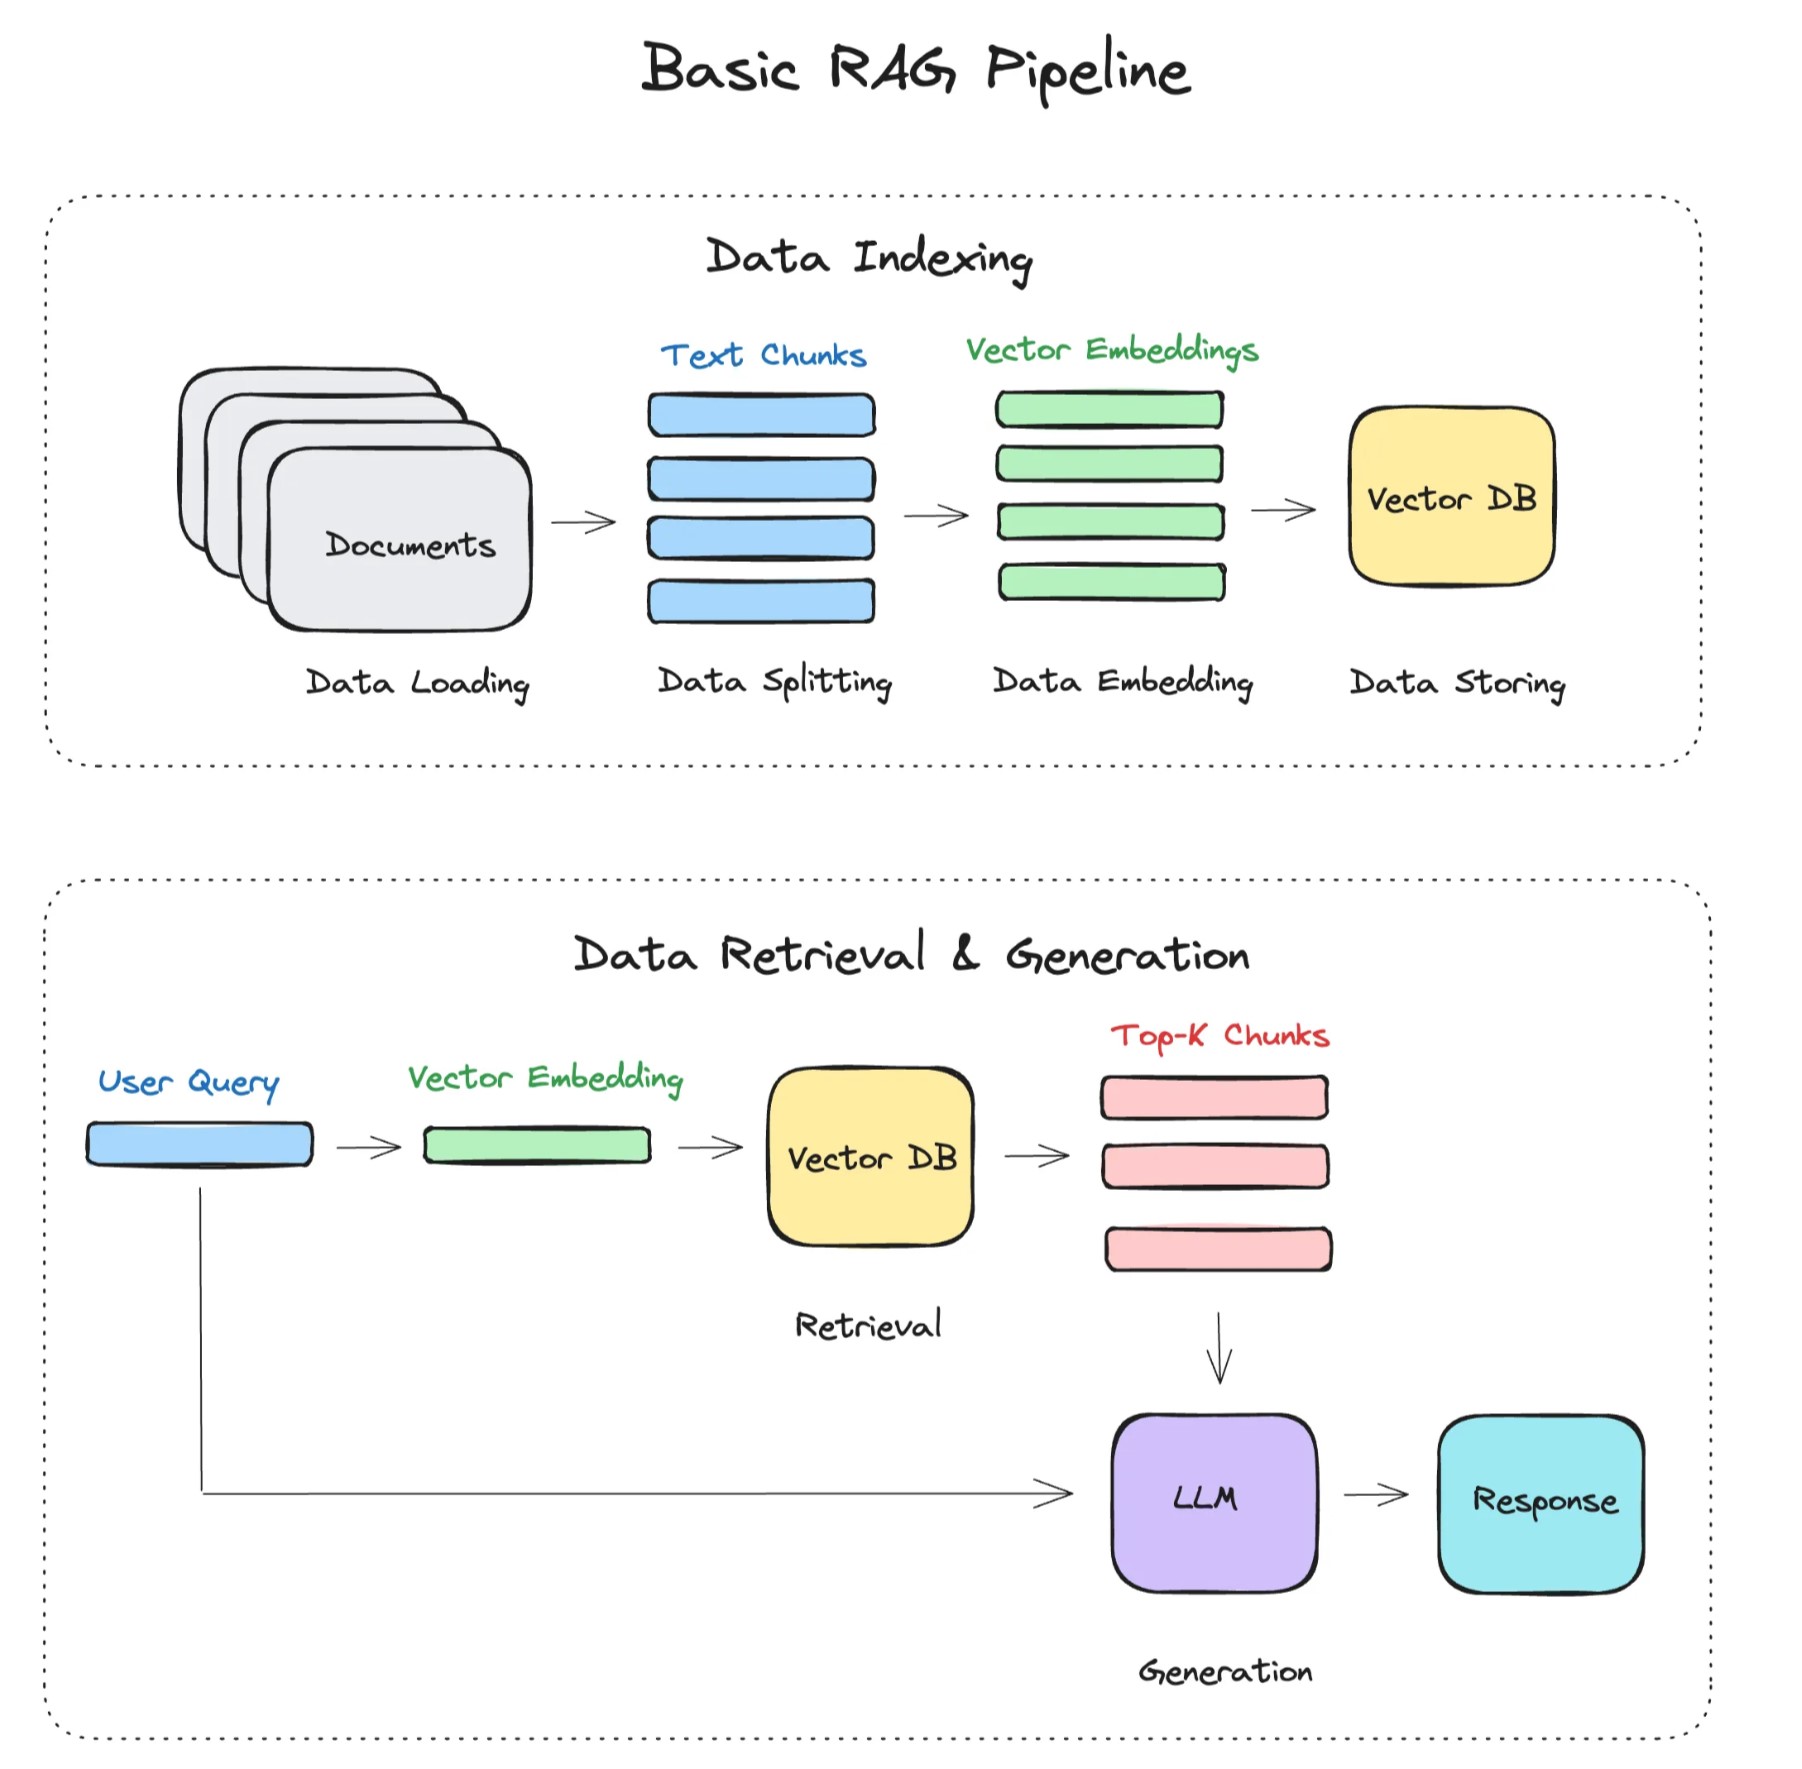 Basic RAG Pipeline
Data Indexing
Text Chunks
Vector Embeddings
Documents
Vector DB
Data Loading
Data Splitting
Data Embedding
Data Storing
Data Retrieval & Generation
Top-K Chunks
User Query
Vector Embedding
Vector DB
Retrieval
LLM
Response
Generation